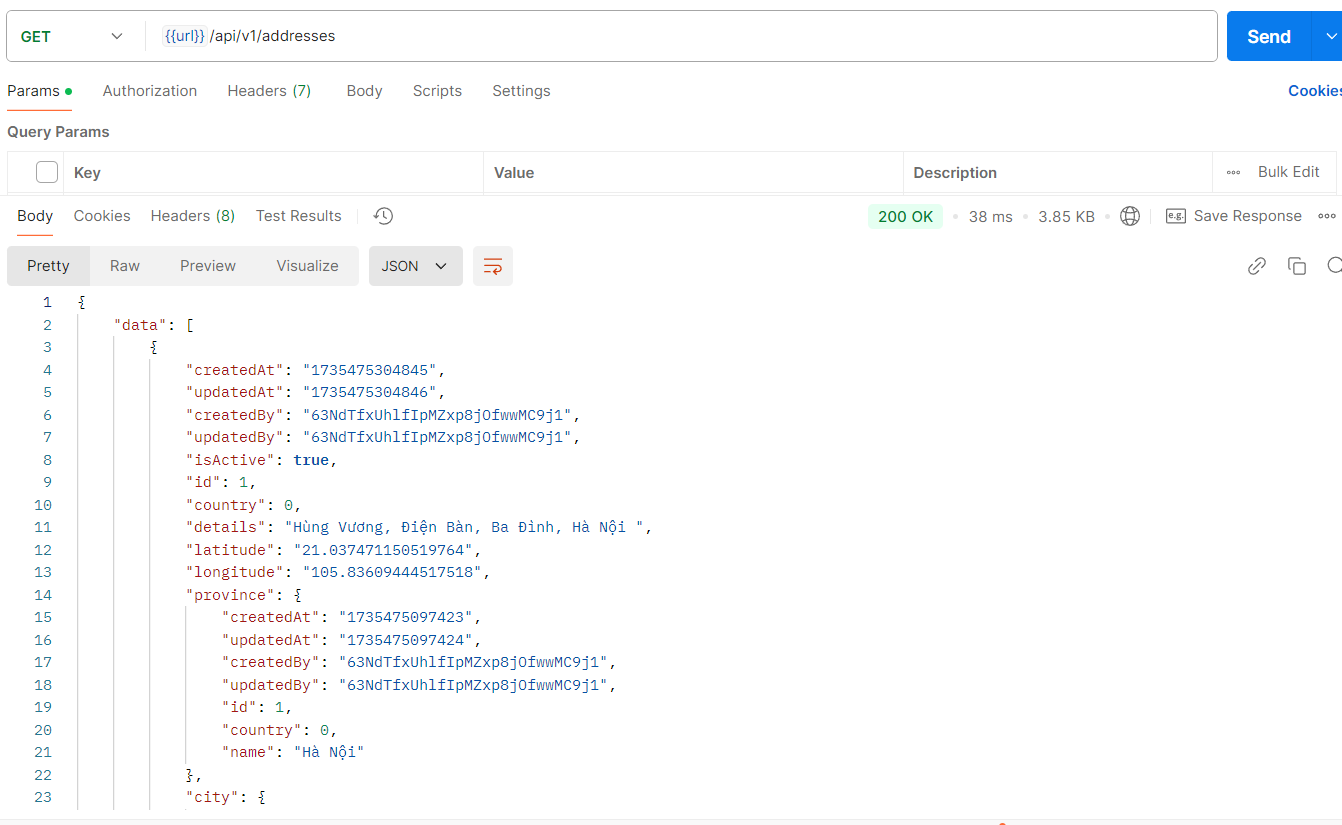 GET {{url}} /api/v1/addresses Send
Params Authorization Headers (7) Body Scripts Settings Cookies
Query Params
Key Value Description Bulk Edit
Body Cookies Headers (8) Test Results 200 OK 38 ms 3.85 KB e.g. Save Response
Pretty Raw Preview Visualize JSON
1 {
2 "data": [
3 {
4 "createdAt": "1735475304845",
5 "updatedAt": "1735475304846",
6 "createdBy": "63NdTfxUhlfIpMZxp8jOfwwMC9j1",
7 "updatedBy": "63NdTfxUhlfIpMZxp8jOfwwMC9j1",
8 "isActive": true,
9 "id": 1,
10 "country": 0,
11 "details": "Hùng Vương, Điện Bàn, Ba Đình, Hà Nội ",
12 "latitude": "21.037471150519764",
13 "longitude": "105.83609444517518",
14 "province": {
15 "createdAt": "1735475097423",
16 "updatedAt": "1735475097424",
17 "createdBy": "63NdTfxUhlfIpMZxp8jOfwwMC9j1",
18 "updatedBy": "63NdTfxUhlfIpMZxp8jOfwwMC9j1",
19 "id": 1,
20 "country": 0,
21 "name": "Hà Nội"
22 },
23 "city": {